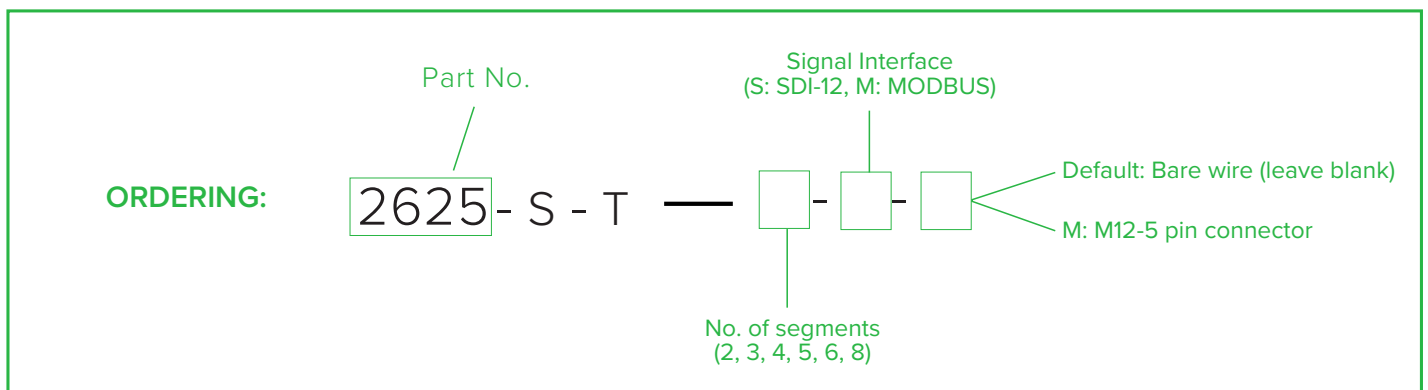 Part No.
Signal Interface
(S: SDI-12, M: MODBUS)
ORDERING:
2625 - S - T — - -
Default: Bare wire (leave blank)
M: M12-5 pin connector
No. of segments
(2, 3, 4, 5, 6, 8)